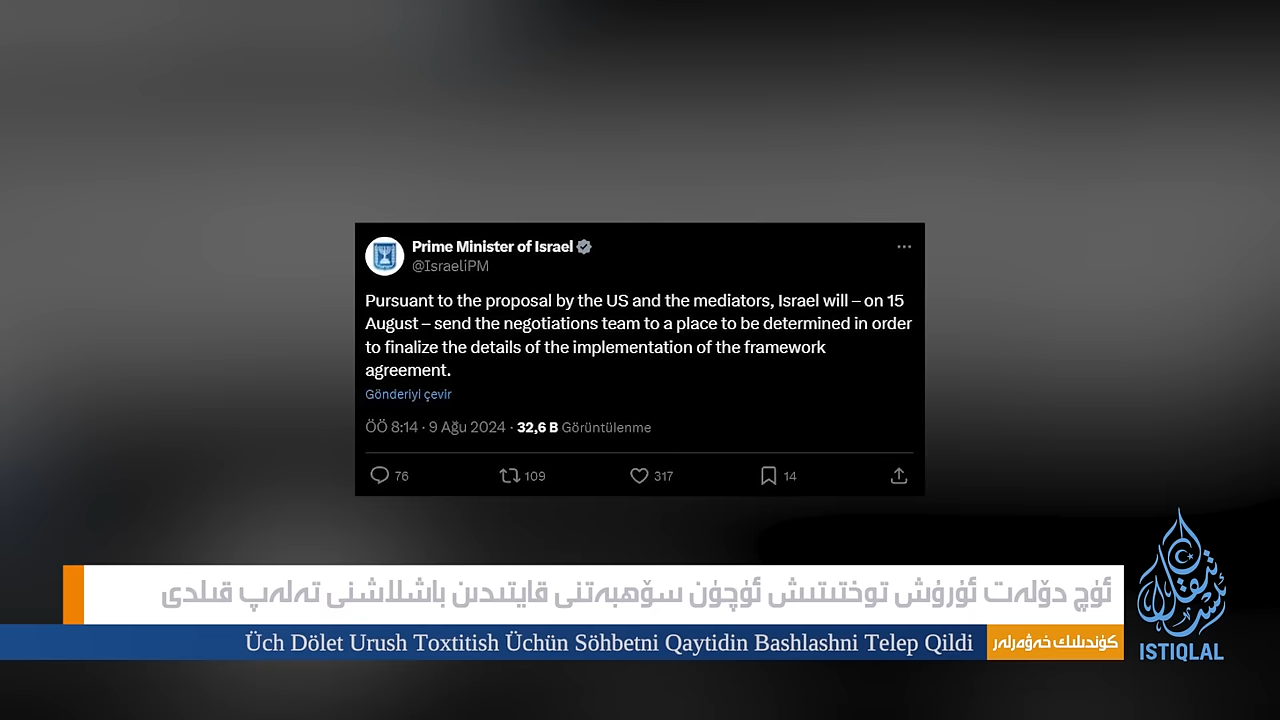 Prime Minister of Israel
@IsraeliPM
Pursuant to the proposal by the US and the mediators, Israel will – on 15
August – send the negotiations team to a place to be determined in order
to finalize the details of the implementation of the framework
agreement.
Gönderiyi çevir
ÖÖ 8:14 · 9 Ağu 2024 · 32,6 B Görüntülenme
76 109 317 14
ئۈچ دۆلەت ئۇرۇش توختىتىش ئۈچۈن سۆھبەتنى قايتىدىن باشلاشنى تەلەپ قىلدى
Üch Dölet Urush Toxtitish Üchün Söhbetni Qaytidin Bashlashni Telep Qildi
كۈندىلىك خەۋەرلەر
ئىستىقلال
ISTIQLAL